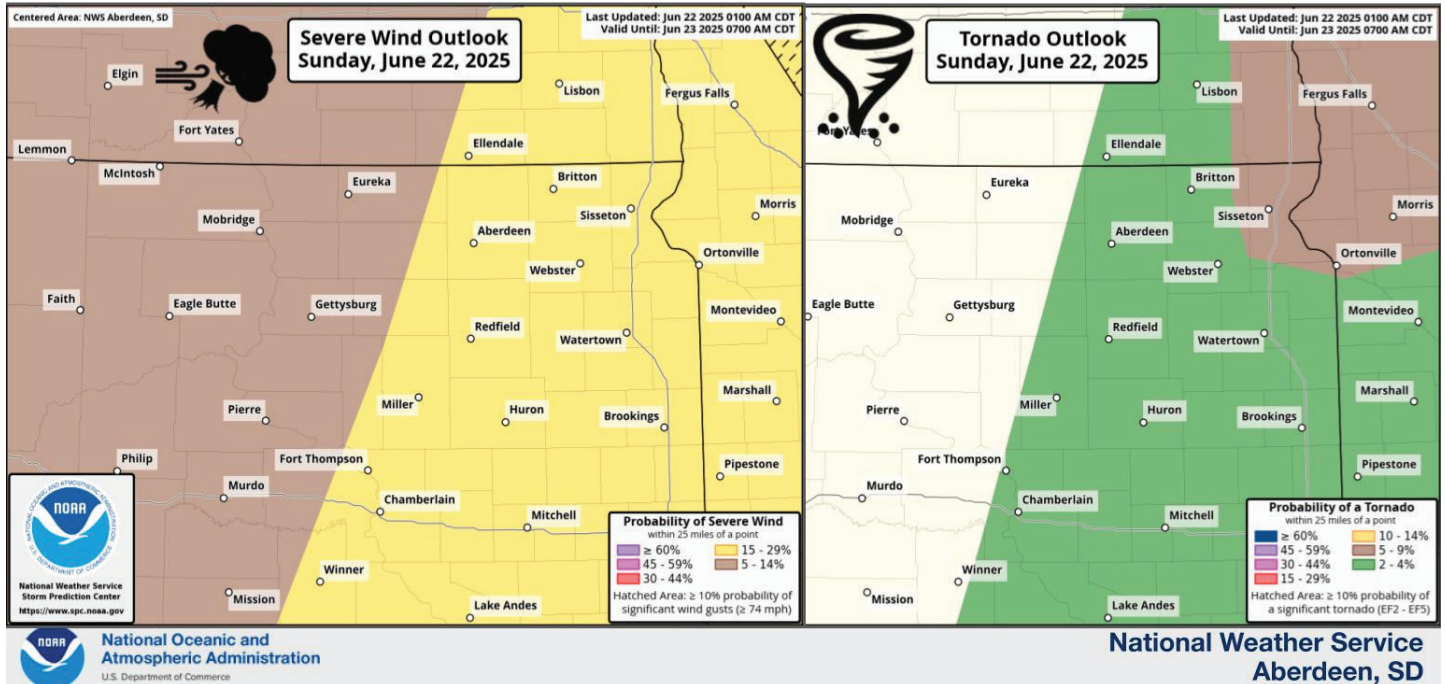 Centered Area: NWS Aberdeen, SD
Severe Wind Outlook
Sunday, June 22, 2025
Last Updated: Jun 22 2025 0100 AM CDT
Valid Until: Jun 23 2025 0700 AM CDT
Elgin
Lisbon
Fergus Falls
Fort Yates
Lemmon
Ellendale
McIntosh
Britton
Eureka
Sisseton
Morris
Mobridge
Aberdeen
Ortonville
Webster
Faith
Eagle Butte
Gettysburg
Montevideo
Redfield
Watertown
Marshall
Miller
Huron
Pierre
Brookings
Philip
Fort Thompson
Pipestone
Murdo
Chamberlain
Mitchell
Winner
Mission
Lake Andes
NATIONAL OCEANIC AND ATMOSPHERIC ADMINISTRATION
NOAA
U.S. DEPARTMENT OF COMMERCE
National Weather Service
Storm Prediction Center
https://www.spc.noaa.gov
Probability of Severe Wind
within 25 miles of a point
≥ 60%
45 - 59%
30 - 44%
15 - 29%
5 - 14%
Hatched Area: ≥ 10% probability of
significant wind gusts (≥ 74 mph)
Tornado Outlook
Sunday, June 22, 2025
Last Updated: Jun 22 2025 0100 AM CDT
Valid Until: Jun 23 2025 0700 AM CDT
Lisbon
Fergus Falls
Fort Yates
Ellendale
Britton
Eureka
Sisseton
Morris
Mobridge
Aberdeen
Ortonville
Webster
Eagle Butte
Gettysburg
Montevideo
Redfield
Watertown
Marshall
Miller
Huron
Pierre
Brookings
Fort Thompson
Pipestone
Murdo
Chamberlain
Mitchell
Winner
Mission
Lake Andes
Probability of a Tornado
within 25 miles of a point
≥ 60%
45 - 59%
30 - 44%
15 - 29%
10 - 14%
5 - 9%
2 - 4%
Hatched Area: ≥ 10% probability of
a significant tornado (EF2 - EF5)
NOAA
National Oceanic and
Atmospheric Administration
U.S. Department of Commerce
National Weather Service
Aberdeen, SD